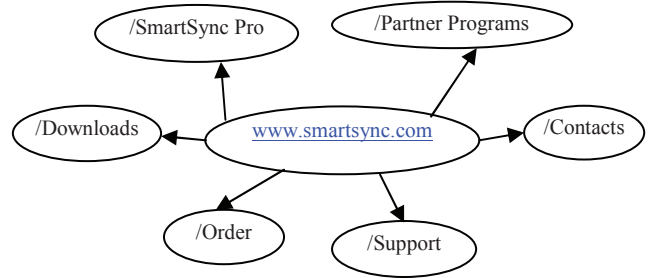 /SmartSync Pro
/Partner Programs
/Downloads
www.smartsync.com
/Contacts
/Order
/Support